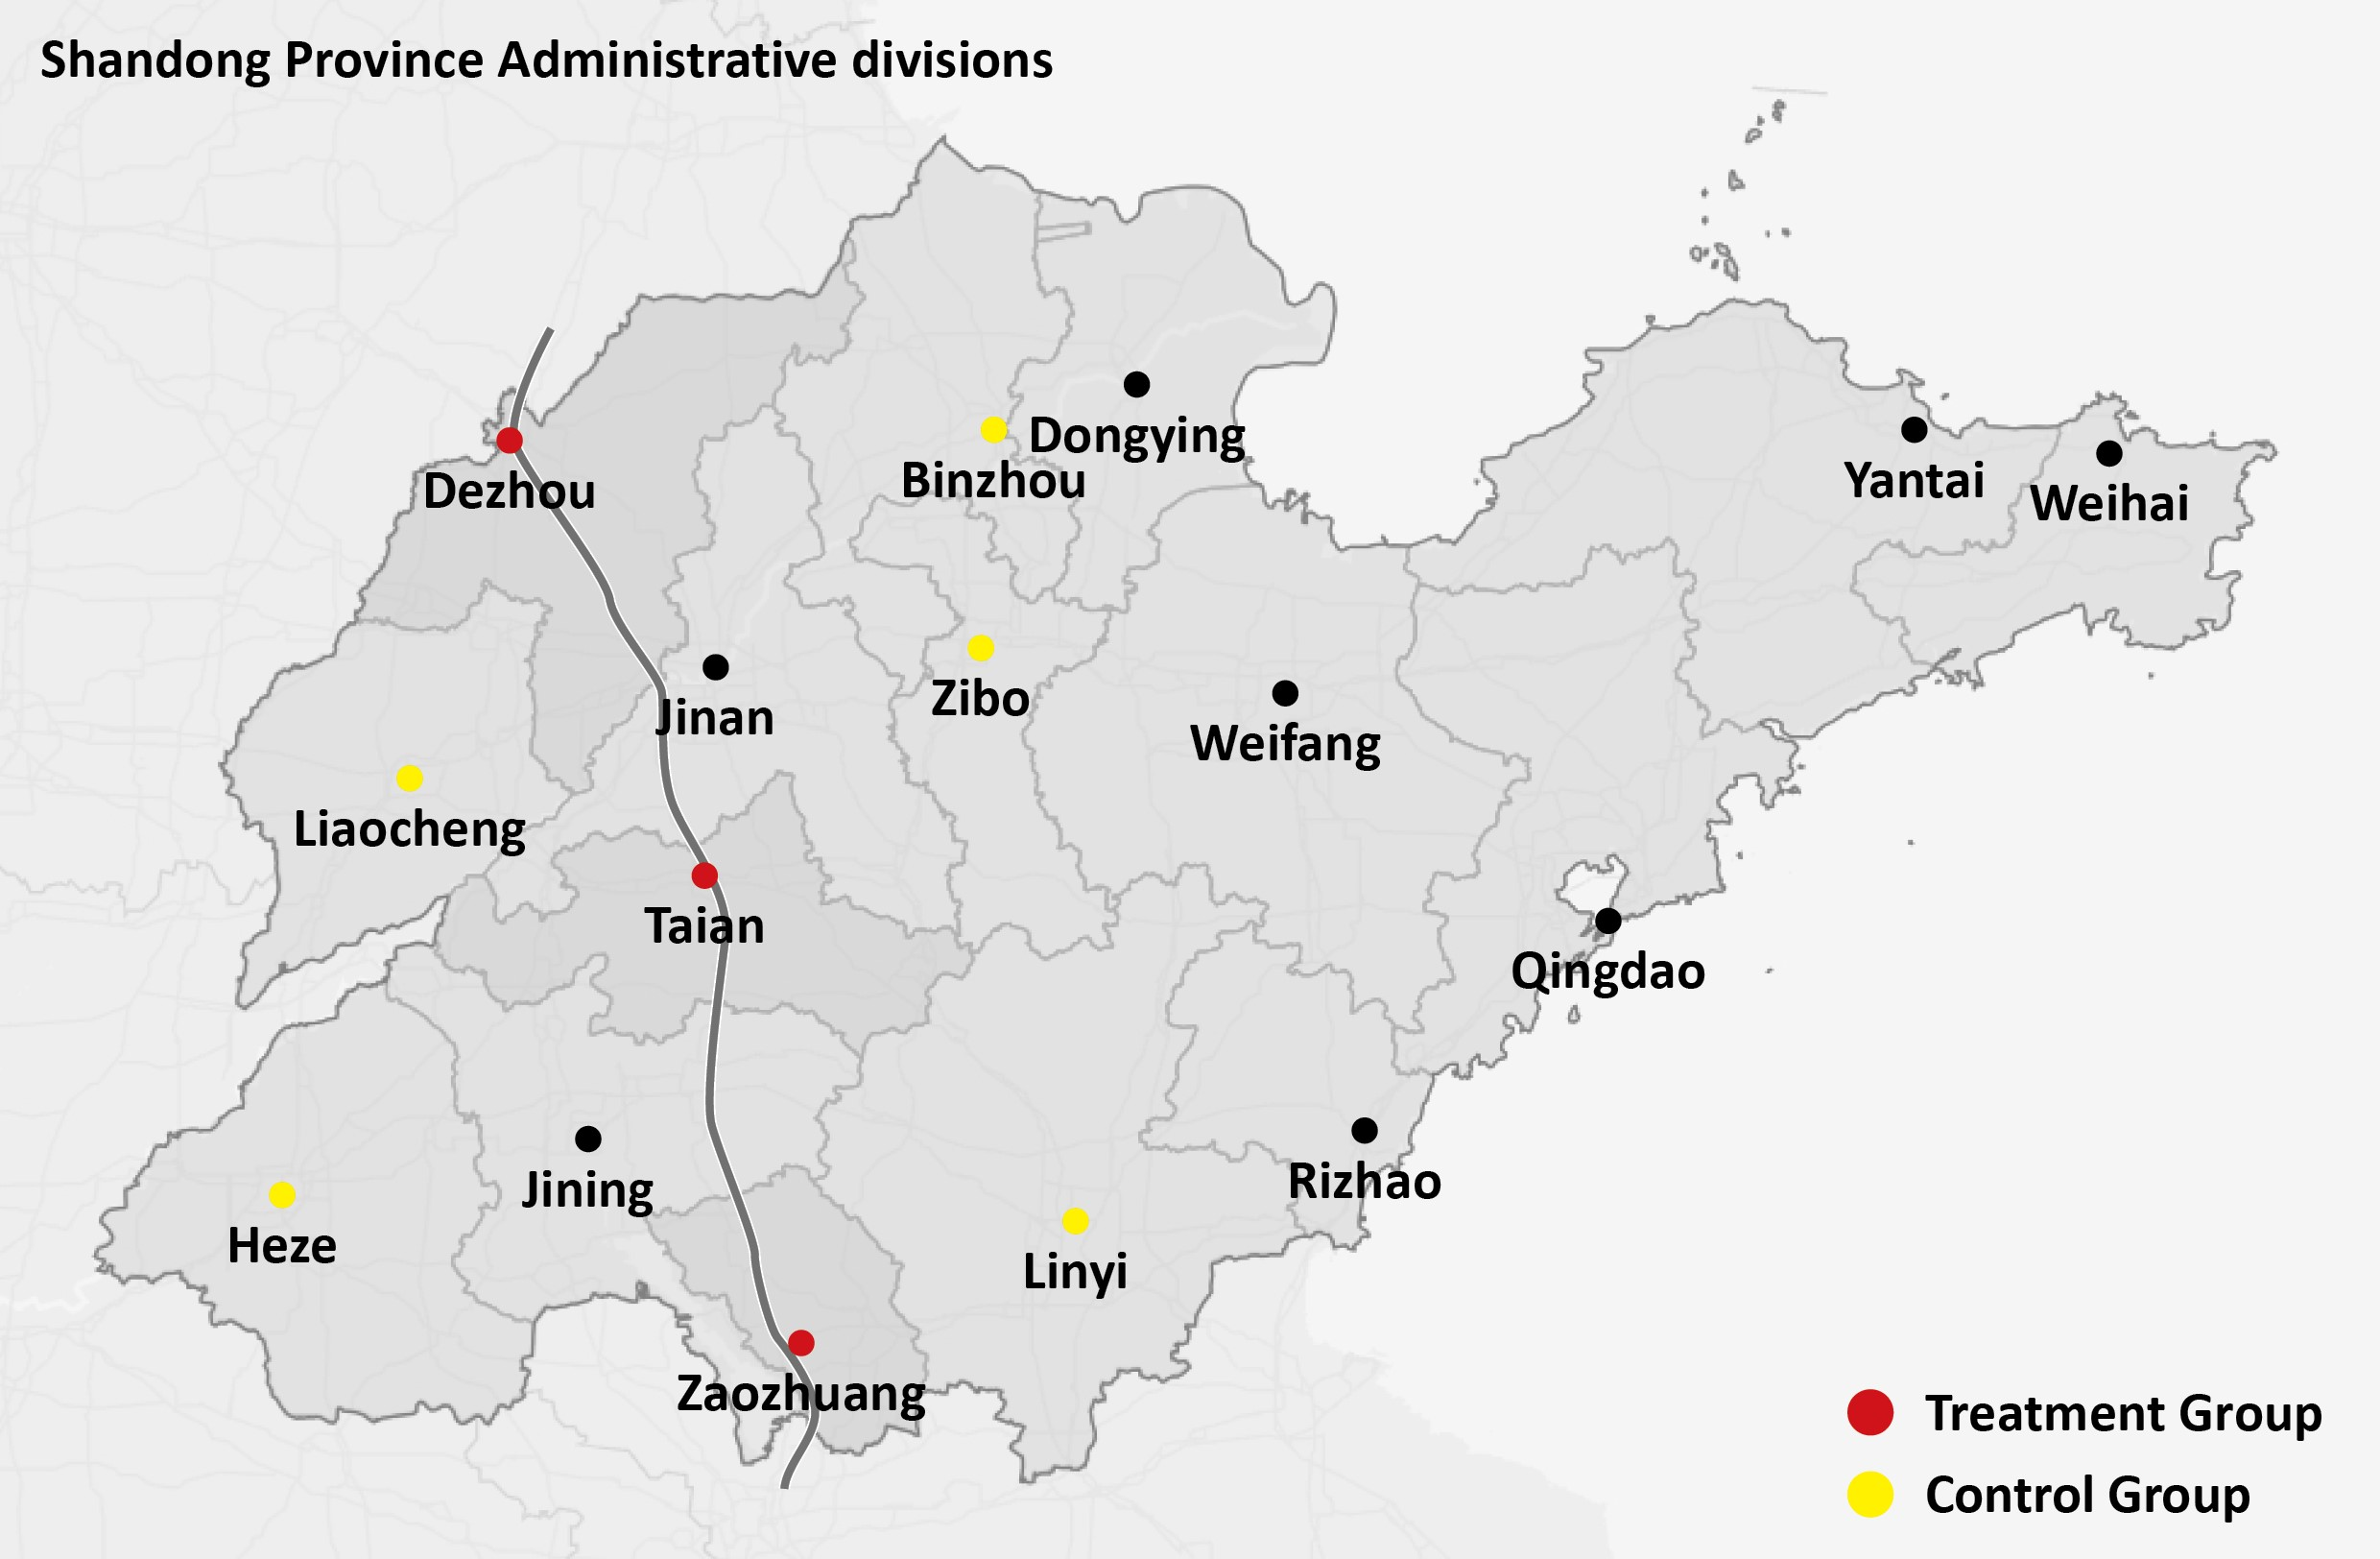 Shandong Province Administrative divisions
Dongying
Binzhou
Dezhou
Yantai
Weihai
Zibo
Jinan
Weifang
Liaocheng
Taian
Qingdao
Jining
Rizhao
Heze
Linyi
Zaozhuang
Treatment Group
Control Group